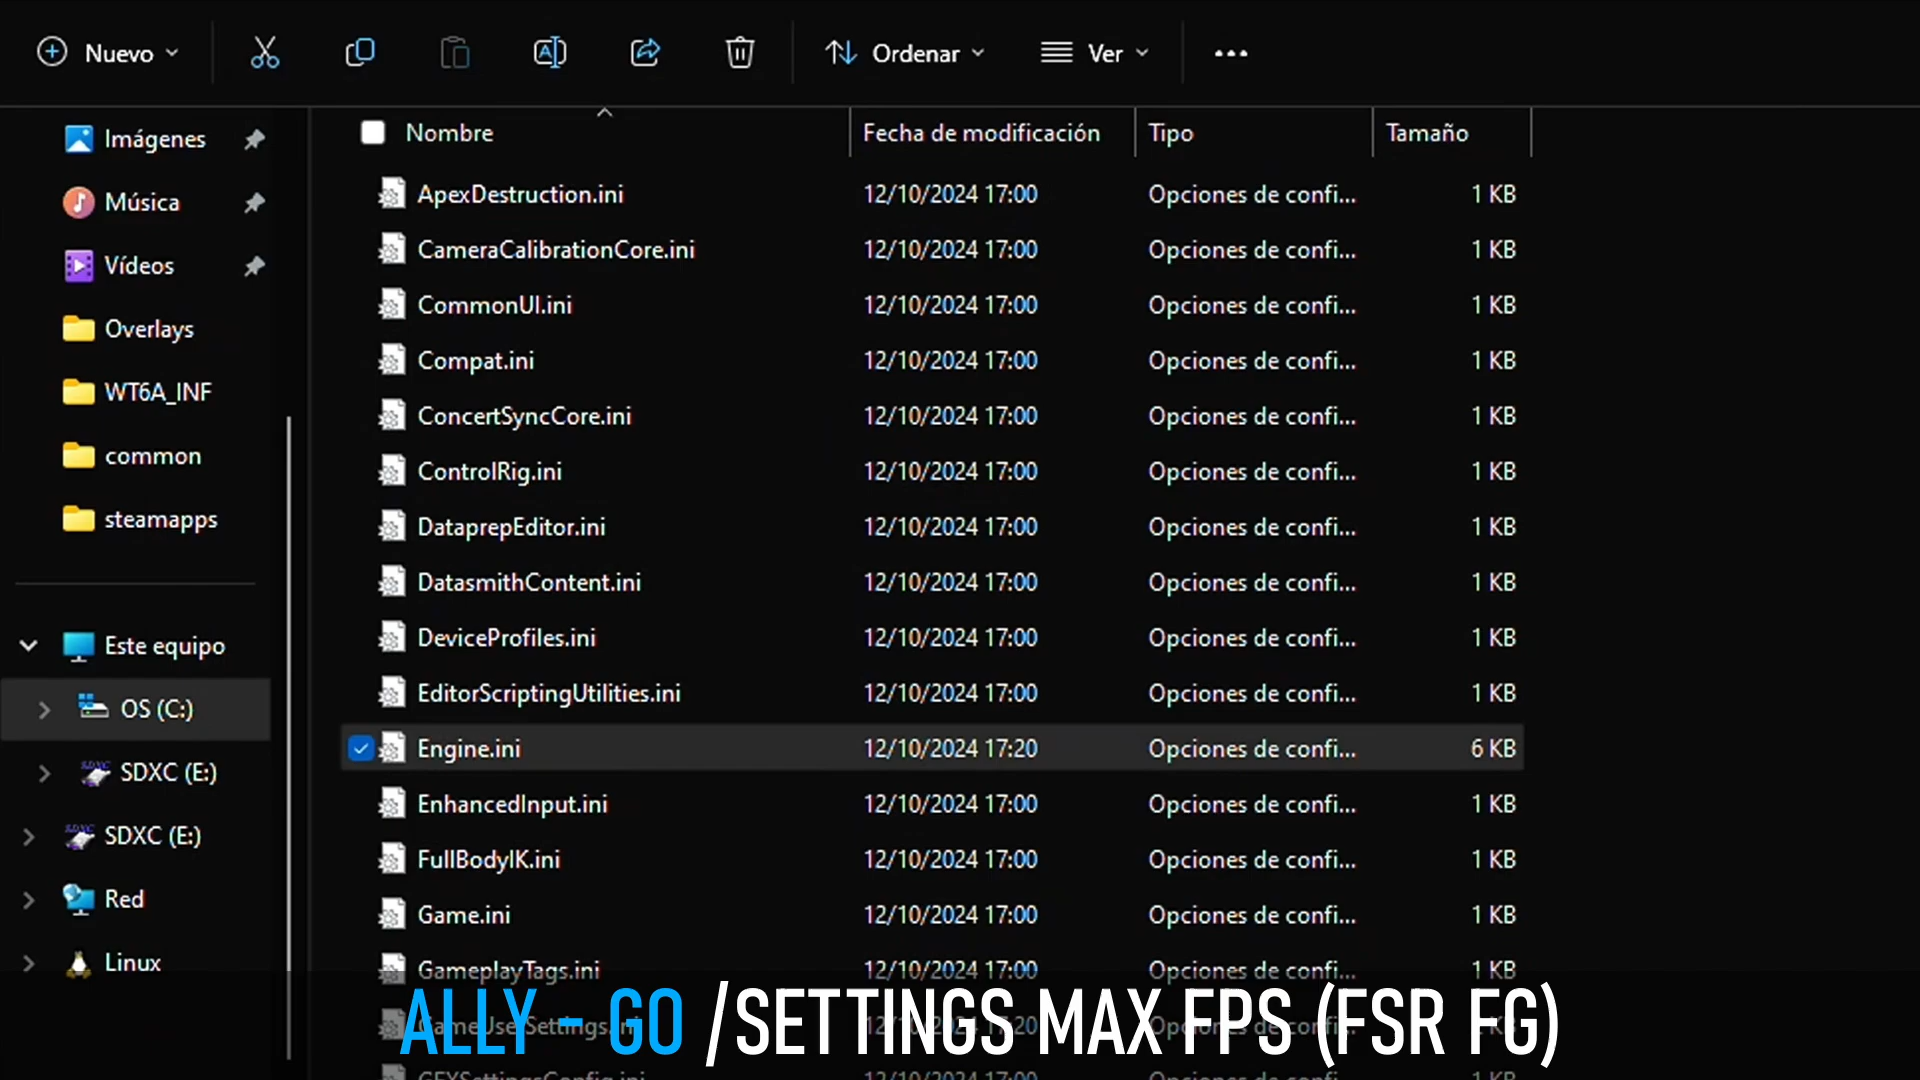 Nuevo
Ordenar
Ver
Imágenes
Música
Vídeos
Overlays
WT6A_INF
common
steamapps
Este equipo
OS (C:)
SDXC (E:)
SDXC (E:)
Red
Linux
Nombre Fecha de modificación Tipo Tamaño
ApexDestruction.ini 12/10/2024 17:00 Opciones de confi... 1 KB
CameraCalibrationCore.ini 12/10/2024 17:00 Opciones de confi... 1 KB
CommonUI.ini 12/10/2024 17:00 Opciones de confi... 1 KB
Compat.ini 12/10/2024 17:00 Opciones de confi... 1 KB
ConcertSyncCore.ini 12/10/2024 17:00 Opciones de confi... 1 KB
ControlRig.ini 12/10/2024 17:00 Opciones de confi... 1 KB
DataprepEditor.ini 12/10/2024 17:00 Opciones de confi... 1 KB
DatasmithContent.ini 12/10/2024 17:00 Opciones de confi... 1 KB
DeviceProfiles.ini 12/10/2024 17:00 Opciones de confi... 1 KB
EditorScriptingUtilities.ini 12/10/2024 17:00 Opciones de confi... 1 KB
Engine.ini 12/10/2024 17:20 Opciones de confi... 6 KB
EnhancedInput.ini 12/10/2024 17:00 Opciones de confi... 1 KB
FullBodyIK.ini 12/10/2024 17:00 Opciones de confi... 1 KB
Game.ini 12/10/2024 17:00 Opciones de confi... 1 KB
GameplayTags.ini 12/10/2024 17:00 Opciones de confi... 1 KB
ALLY - GO /SETTINGS MAX FPS (FSR FG)